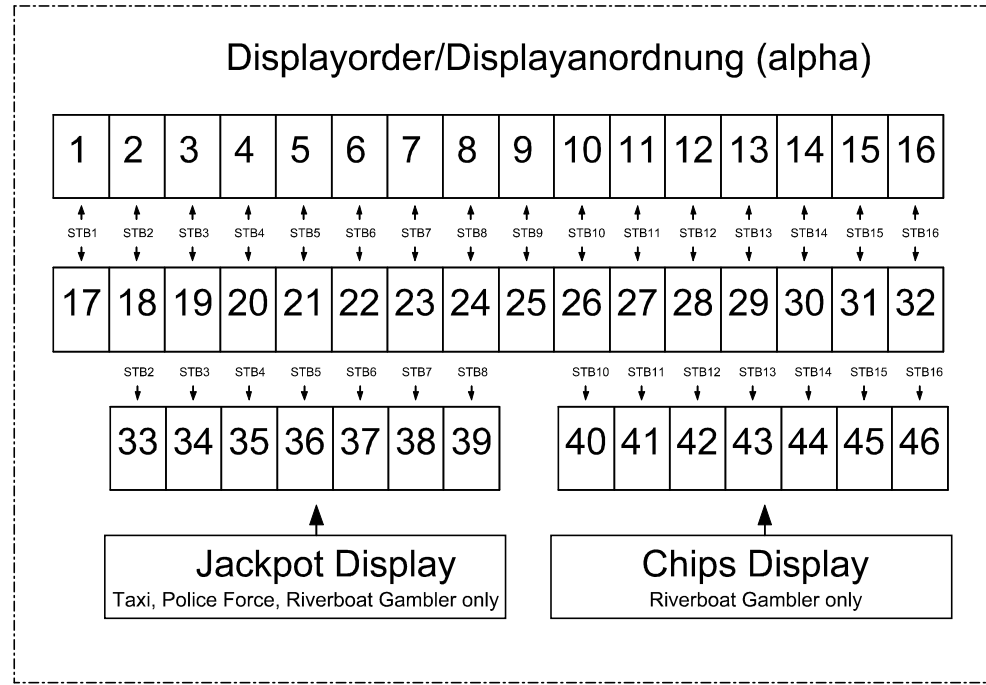 Displayorder/Displayanordnung (alpha)
1 2 3 4 5 6 7 8 9 10 11 12 13 14 15 16
STB1 STB2 STB3 STB4 STB5 STB6 STB7 STB8 STB9 STB10 STB11 STB12 STB13 STB14 STB15 STB16
17 18 19 20 21 22 23 24 25 26 27 28 29 30 31 32
STB2 STB3 STB4 STB5 STB6 STB7 STB8 STB10 STB11 STB12 STB13 STB14 STB15 STB16
33 34 35 36 37 38 39 40 41 42 43 44 45 46
Jackpot Display
Taxi, Police Force, Riverboat Gambler only
Chips Display
Riverboat Gambler only